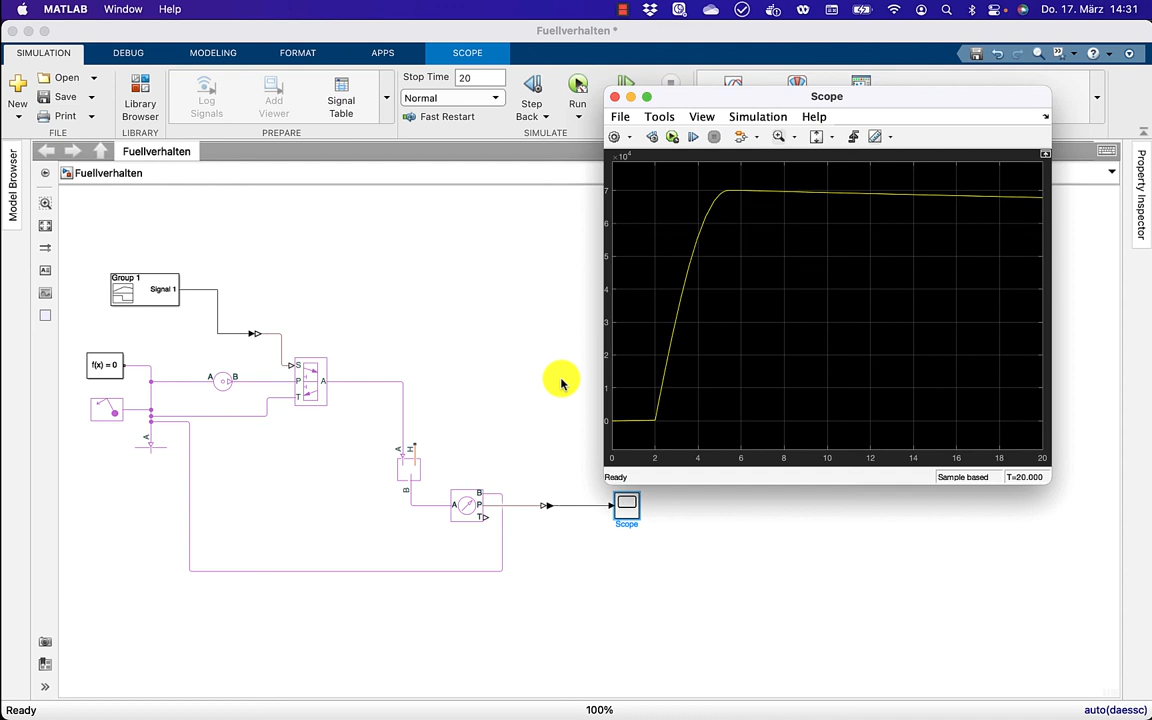 MATLAB Window Help
Do. 17. März 14:31
Fuellverhalten *
SIMULATION DEBUG MODELING FORMAT APPS SCOPE
New
Open
Save
Print
FILE
Library Browser
LIBRARY
Log Signals
Add Viewer
Signal Table
PREPARE
Stop Time 20
Normal
Fast Restart
Step Back
Run
SIMULATE
Model Browser
Fuellverhalten
Fuellverhalten
Property Inspector
Group 1
Signal 1
f(x) = 0
A B
S
P
T
A
A
A
H
B
A
B
P
T
Scope
Scope
File Tools View Simulation Help
×10⁴
7
6
5
4
3
2
1
0
0 2 4 6 8 10 12 14 16 18 20
Ready
Sample based T=20.000
Ready
100%
auto(daessc)